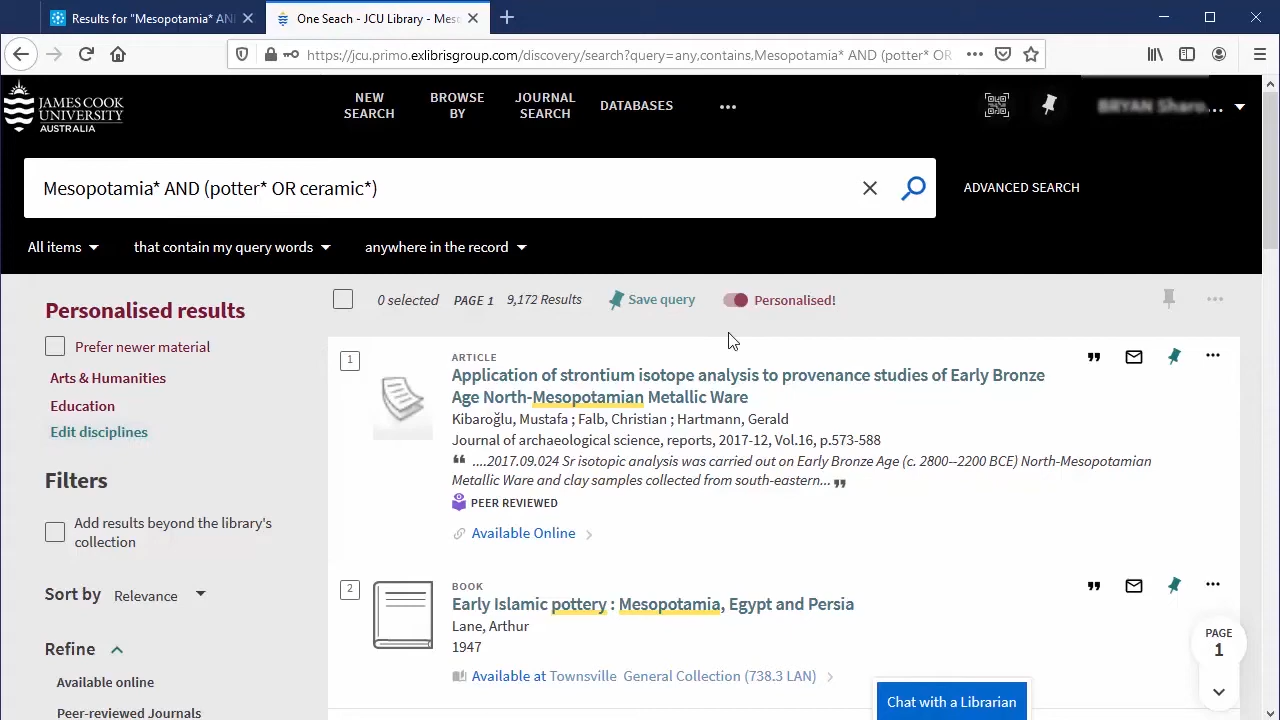 Results for "Mesopotamia* AN
One Seach - JCU Library - Meso
https://jcu.primo.exlibrisgroup.com/discovery/search?query=any,contains,Mesopotamia* AND (potter* OR
JAMES COOK
UNIVERSITY
AUSTRALIA
NEW
SEARCH
BROWSE
BY
JOURNAL
SEARCH
DATABASES
Mesopotamia* AND (potter* OR ceramic*)
ADVANCED SEARCH
All items
that contain my query words
anywhere in the record
Personalised results
Prefer newer material
Arts & Humanities
Education
Edit disciplines
Filters
Add results beyond the library's
collection
Sort by Relevance
Refine
Available online
Peer-reviewed Journals
0 selected PAGE 1 9,172 Results Save query Personalised!
1
ARTICLE
Application of strontium isotope analysis to provenance studies of Early Bronze
Age North-Mesopotamian Metallic Ware
Kibaroğlu, Mustafa ; Falb, Christian ; Hartmann, Gerald
Journal of archaeological science, reports, 2017-12, Vol.16, p.573-588
....2017.09.024 Sr isotopic analysis was carried out on Early Bronze Age (c. 2800--2200 BCE) North-Mesopotamian
Metallic Ware and clay samples collected from south-eastern...
PEER REVIEWED
Available Online
2
BOOK
Early Islamic pottery : Mesopotamia, Egypt and Persia
Lane, Arthur
1947
Available at Townsville General Collection (738.3 LAN)
PAGE
1
Chat with a Librarian